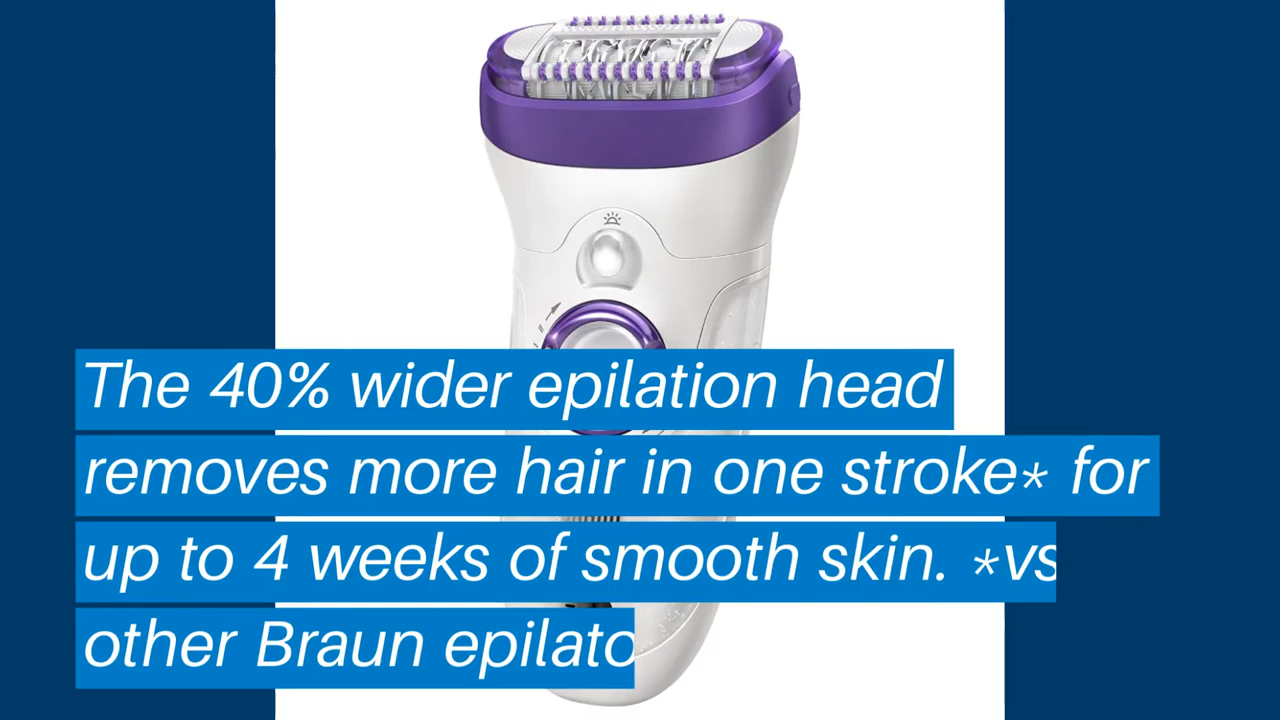 The 40% wider epilation head
removes more hair in one stroke* for
up to 4 weeks of smooth skin. *vs
other Braun epilato